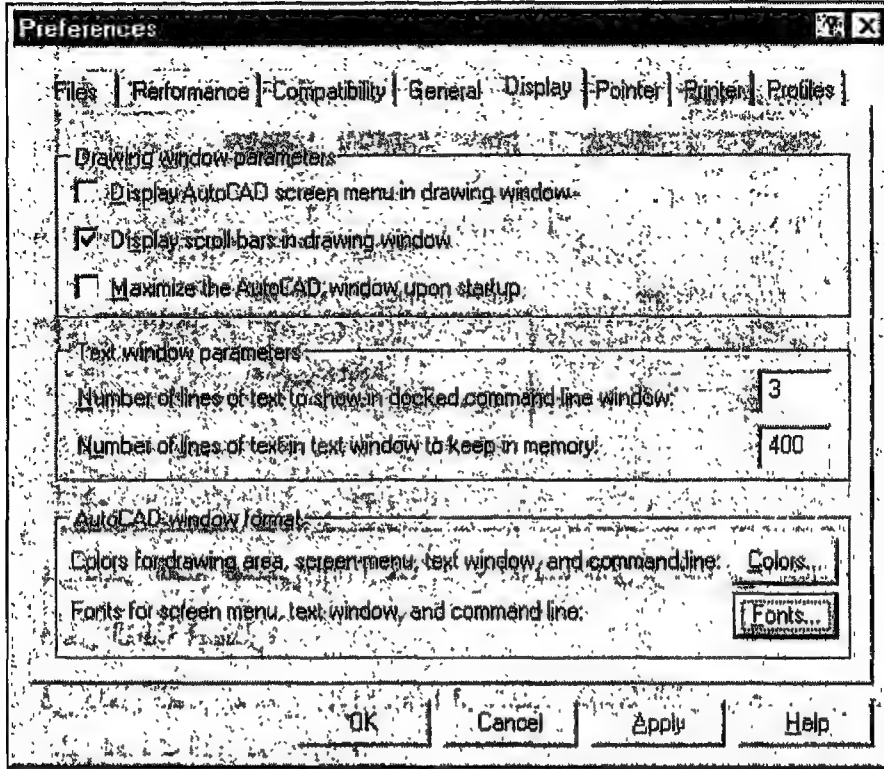 Preferences
Files Performance Compatibility General Display Pointer Printer Profiles
Drawing window parameters
Display AutoCAD screen menu in drawing window
Display scroll bars in drawing window
Maximize the AutoCAD window upon startup
Text window parameters
Number of lines of text to show in docked command line window: 3
Number of lines of text in text window to keep in memory: 400
AutoCAD window format
Colors for drawing area, screen menu, text window, and command line: Colors...
Fonts for screen menu, text window, and command line: Fonts...
OK Cancel Apply Help